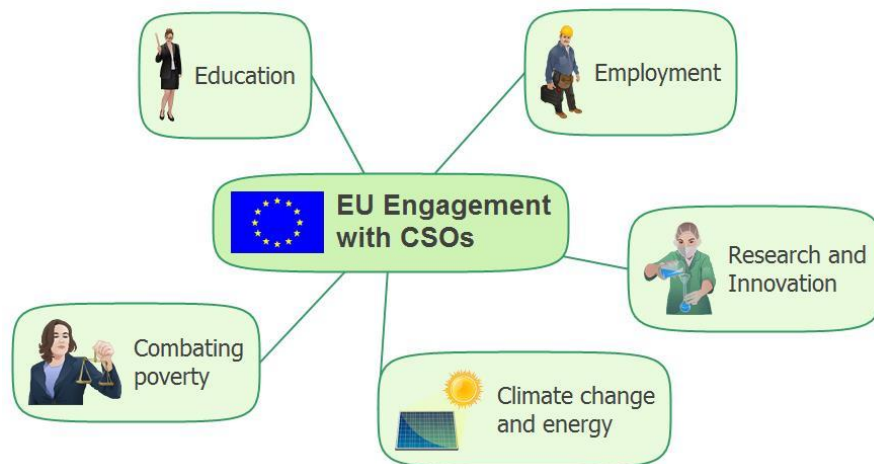 Education
Employment
EU Engagement
with CSOs
Research and
Innovation
Combating
poverty
Climate change
and energy